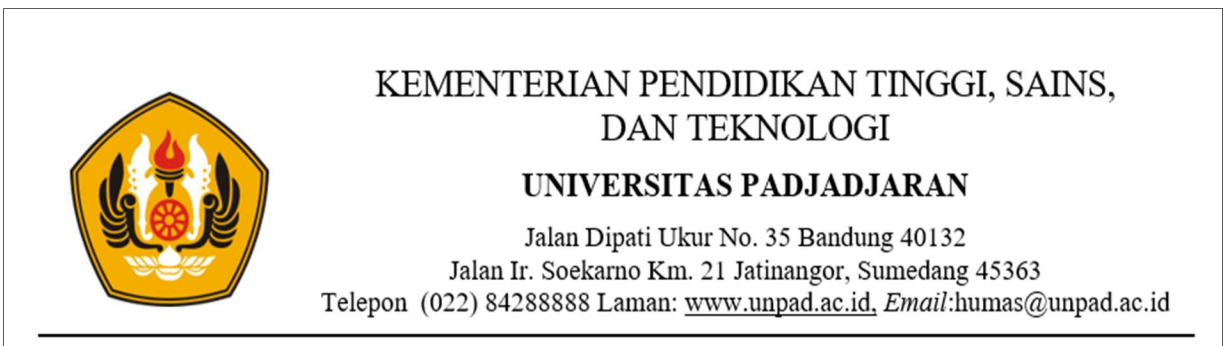 KEMENTERIAN PENDIDIKAN TINGGI, SAINS,
DAN TEKNOLOGI
UNIVERSITAS PADJADJARAN
Jalan Dipati Ukur No. 35 Bandung 40132
Jalan Ir. Soekarno Km. 21 Jatinangor, Sumedang 45363
Telepon (022) 84288888 Laman: www.unpad.ac.id, Email:humas@unpad.ac.id